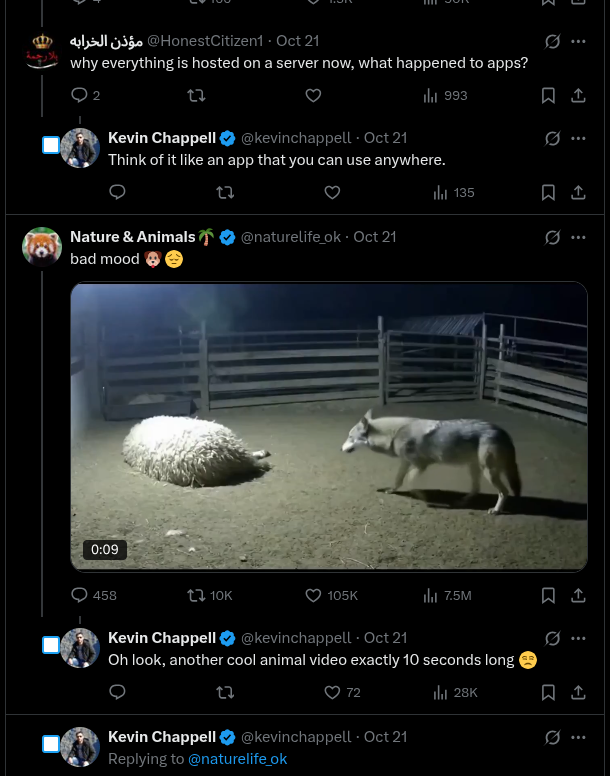 مؤذن الخرابه @HonestCitizen1 · Oct 21
why everything is hosted on a server now, what happened to apps?
2 993
Kevin Chappell @kevinchappell · Oct 21
Think of it like an app that you can use anywhere.
135
Nature & Animals🌴 @naturelife_ok · Oct 21
bad mood 🐶😔
0:09
458 10K 105K 7.5M
Kevin Chappell @kevinchappell · Oct 21
Oh look, another cool animal video exactly 10 seconds long 😒
72 28K
Kevin Chappell @kevinchappell · Oct 21
Replying to @naturelife_ok